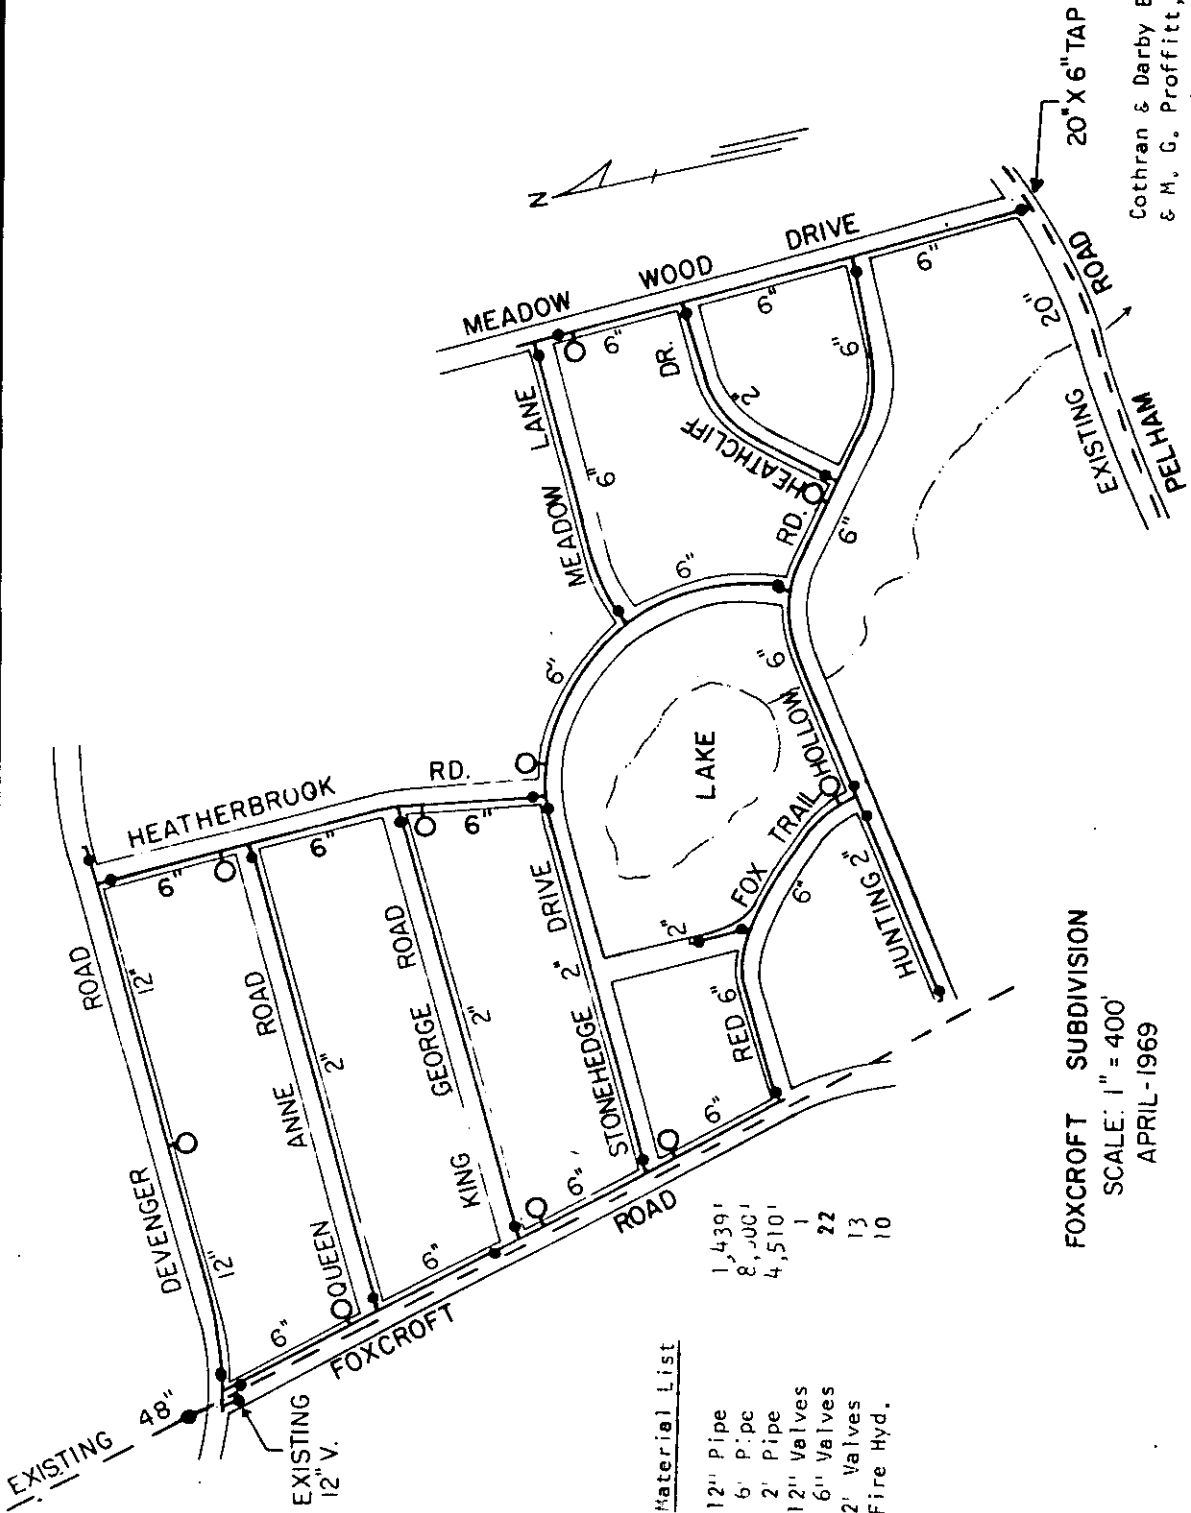 EXISTING
48"
EXISTING
12" V.
DEVENGER
ROAD
12"
12"
HEATHERBROOK
RD.
6"
6"
6"
QUEEN
ANNE
ROAD
2"
KING
GEORGE
ROAD
2"
STONEHEDGE
2"
DRIVE
FOXCROFT
ROAD
6"
6"
6"
6"
RED
6"
FOX
TRAIL
6"
2"
HUNTING
2"
HOLLOW
RD.
6"
6"
6"
LAKE
6"
6"
MEADOW
LANE
6"
HEATHCLIFF
DR.
2"
MEADOW
WOOD
DRIVE
6"
6"
6"
N
EXISTING
20"
PELHAM
ROAD
20" X 6" TAP
Cothran & Darby
& M. G. Proffitt,
Material List
12" Pipe 1,439'
6' Pipe
2' Pipe 4,510'
12" Valves 1
6" Valves 22
2' Valves 13
Fire Hyd. 10
FOXCROFT SUBDIVISION
SCALE: 1" = 400'
APRIL-1969